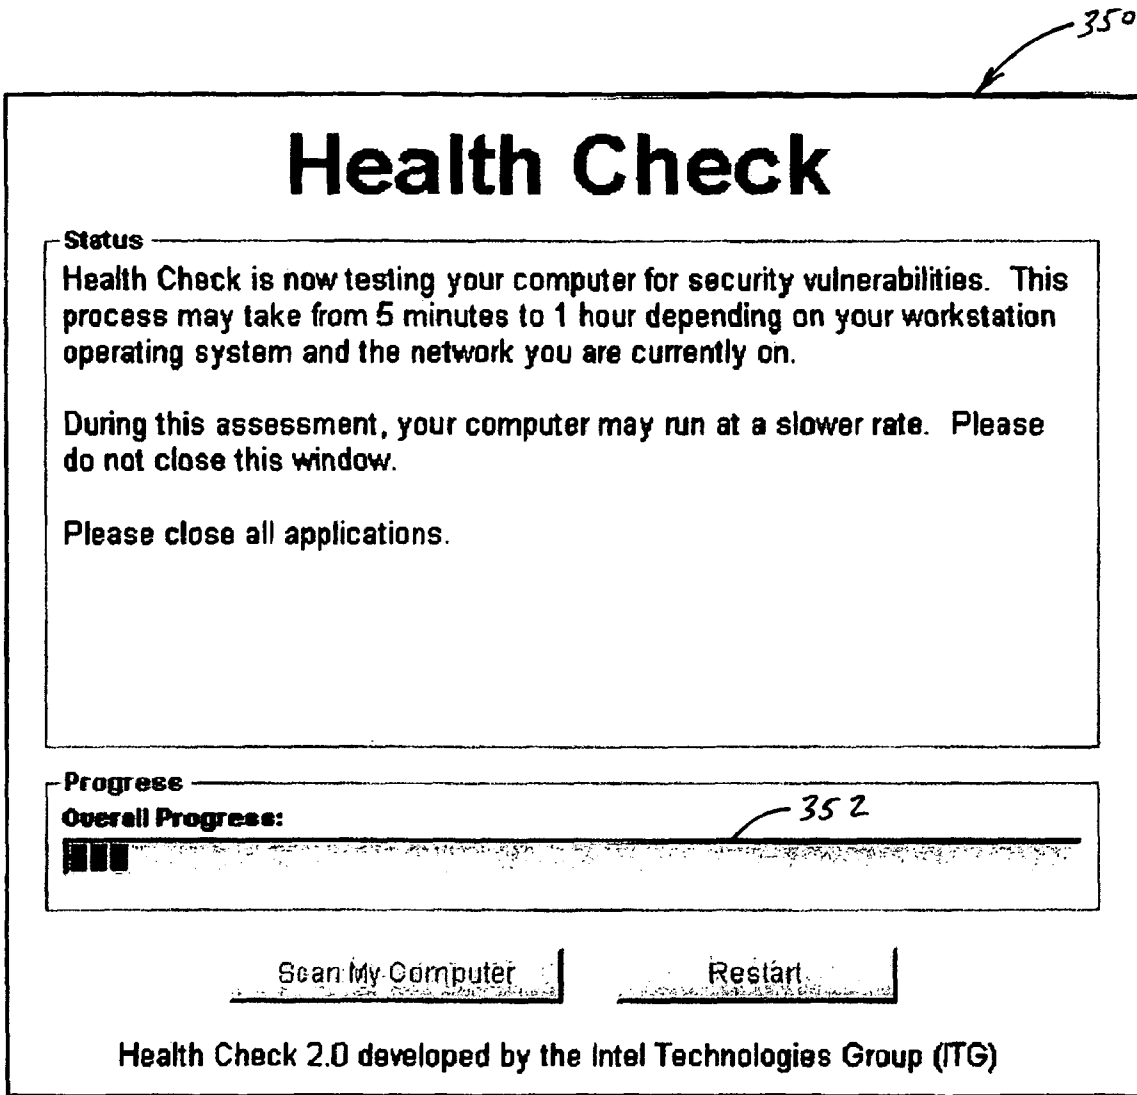 350
Health Check
Status
Health Check is now testing your computer for security vulnerabilities.  This
process may take from 5 minutes to 1 hour depending on your workstation
operating system and the network you are currently on.
During this assessment, your computer may run at a slower rate.  Please
do not close this window.
Please close all applications.
Progress
Overall Progress:
352
Scan My Computer
Restart
Health Check 2.0 developed by the Intel Technologies Group (ITG)